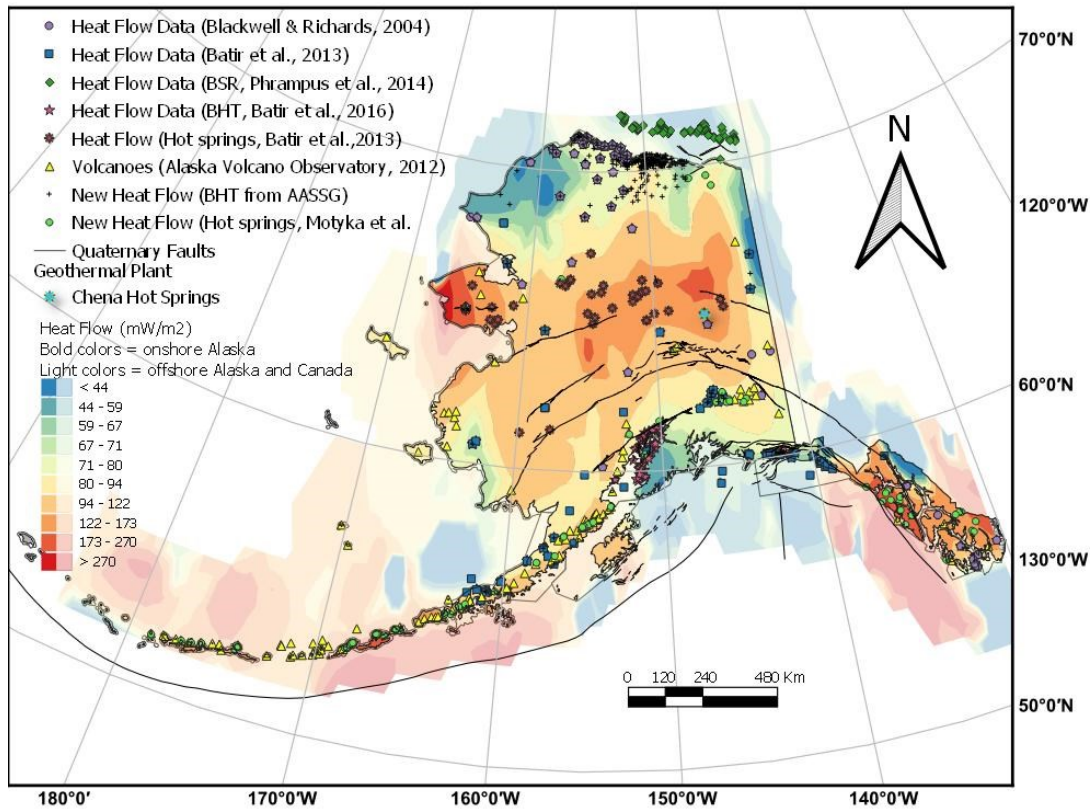 Heat Flow Data (Blackwell & Richards, 2004)
Heat Flow Data (Batir et al., 2013)
Heat Flow Data (BSR, Phrampus et al., 2014)
Heat Flow Data (BHT, Batir et al., 2016)
Heat Flow (Hot springs, Batir et al.,2013)
Volcanoes (Alaska Volcano Observatory, 2012)
New Heat Flow (BHT from AASSG)
New Heat Flow (Hot springs, Motyka et al.
Quaternary Faults
Geothermal Plant
Chena Hot Springs
Heat Flow (mW/m2)
Bold colors = onshore Alaska
Light colors = offshore Alaska and Canada
< 44
44 - 59
59 - 67
67 - 71
71 - 80
80 - 94
94 - 122
122 - 173
173 - 270
> 270
N
70°0'N
120°0'W
60°0'N
130°0'W
50°0'N
0 120 240 480 Km
180°0'
170°0'W
160°0'W
150°0'W
140°0'W